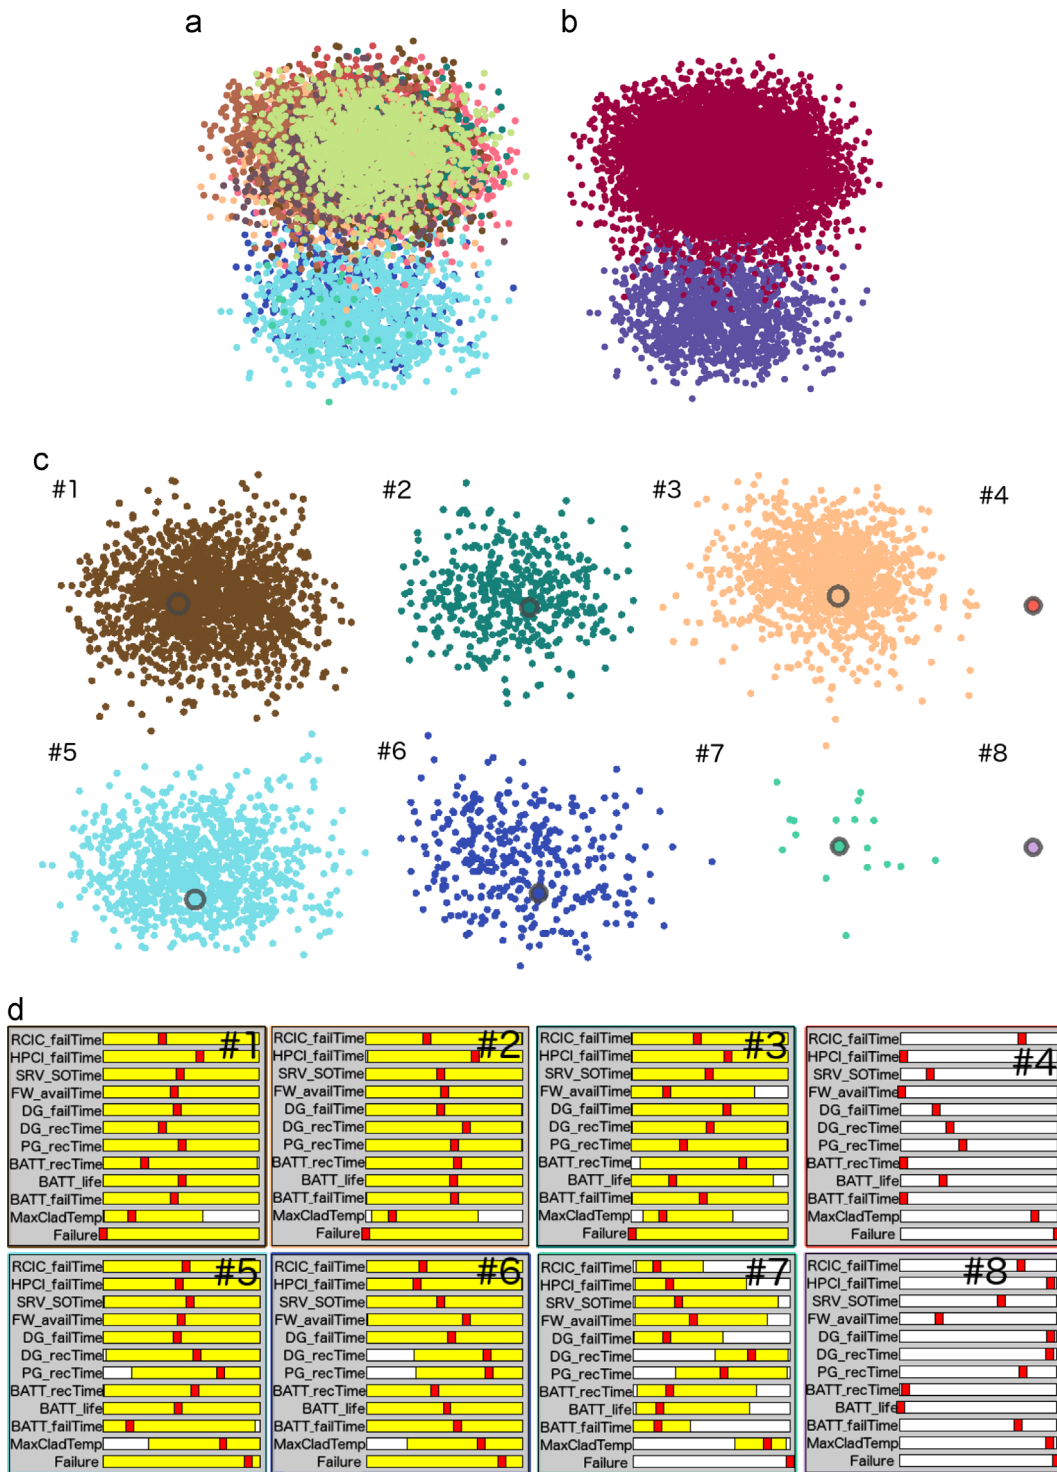 a
b
c
#1
#2
#3
#4
#5
#6
#7
#8
d
#1
RCIC_failTime
HPCI_failTime
SRV_SOTime
FW_availTime
DG_failTime
DG_recTime
PG_recTime
BATT_recTime
BATT_life
BATT_failTime
MaxCladTemp
Failure
#2
RCIC_failTime
HPCI_failTime
SRV_SOTime
FW_availTime
DG_failTime
DG_recTime
PG_recTime
BATT_recTime
BATT_life
BATT_failTime
MaxCladTemp
Failure
#3
RCIC_failTime
HPCI_failTime
SRV_SOTime
FW_availTime
DG_failTime
DG_recTime
PG_recTime
BATT_recTime
BATT_life
BATT_failTime
MaxCladTemp
Failure
#4
RCIC_failTime
HPCI_failTime
SRV_SOTime
FW_availTime
DG_failTime
DG_recTime
PG_recTime
BATT_recTime
BATT_life
BATT_failTime
MaxCladTemp
Failure
#5
RCIC_failTime
HPCI_failTime
SRV_SOTime
FW_availTime
DG_failTime
DG_recTime
PG_recTime
BATT_recTime
BATT_life
BATT_failTime
MaxCladTemp
Failure
#6
RCIC_failTime
HPCI_failTime
SRV_SOTime
FW_availTime
DG_failTime
DG_recTime
PG_recTime
BATT_recTime
BATT_life
BATT_failTime
MaxCladTemp
Failure
#7
RCIC_failTime
HPCI_failTime
SRV_SOTime
FW_availTime
DG_failTime
DG_recTime
PG_recTime
BATT_recTime
BATT_life
BATT_failTime
MaxCladTemp
Failure
#8
RCIC_failTime
HPCI_failTime
SRV_SOTime
FW_availTime
DG_failTime
DG_recTime
PG_recTime
BATT_recTime
BATT_life
BATT_failTime
MaxCladTemp
Failure